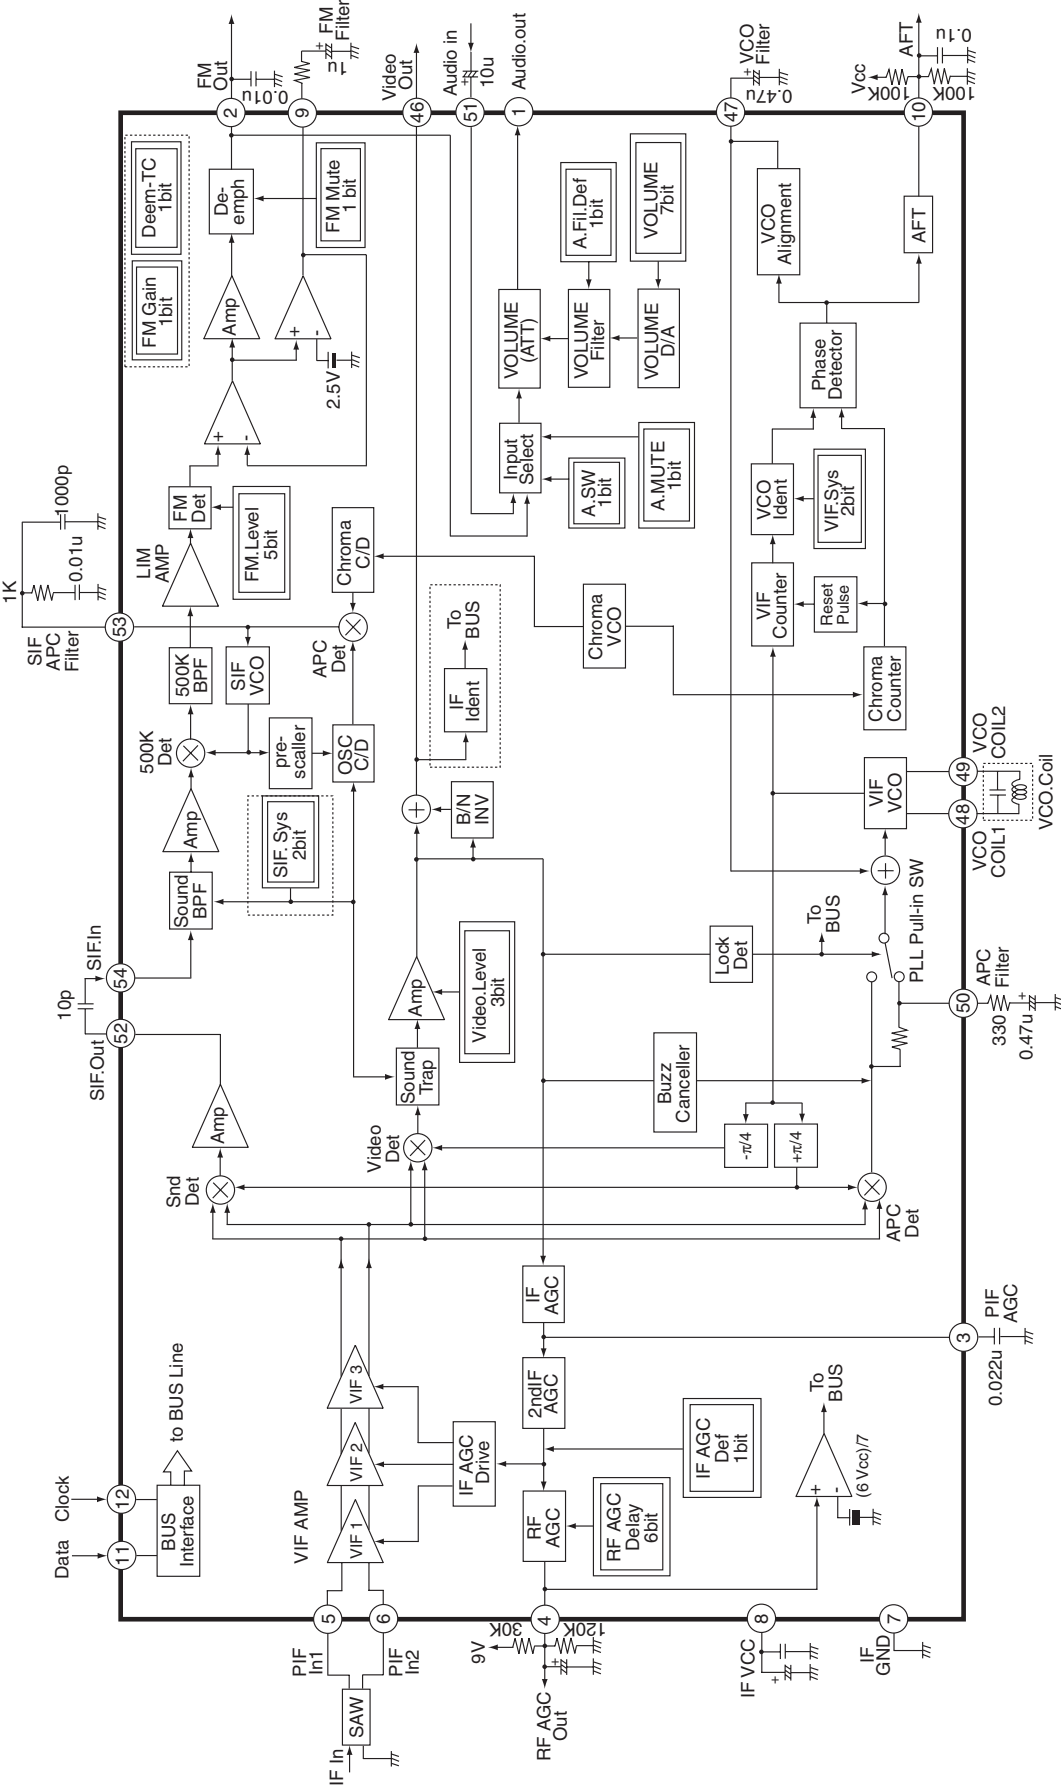 IF In
SAW
PIF
In1
PIF
In2
5
6
9V
30K
120K
RF AGC
Out
4
IF VCC
8
IF
GND
7
Data
Clock
11
12
BUS
Interface
to BUS Line
VIF AMP
VIF 1
VIF 2
VIF 3
IF AGC
Drive
RF
AGC
2ndIF
AGC
IF
AGC
RF AGC
Delay
6bit
IF AGC
Def
1bit
+
-
(6 Vcc)/7
To
BUS
3
0.022u
PIF
AGC
Snd
Det
Amp
Video
Det
APC
Det
-π/4
+π/4
SIF.Out
52
10p
54
SIF.In
Sound
Trap
Amp
Video.Level
3bit
Buzz
Canceller
Lock
Det
To
BUS
PLL Pull-in SW
50
APC
Filter
330
0.47u
+
Sound
BPF
Amp
500K
Det
500K
BPF
SIF. Sys
2bit
pre-
scaller
SIF
VCO
OSC
C/D
APC
Det
Chroma
C/D
B/N
INV
IF
Ident
To
BUS
VIF
VCO
48
49
VCO
COIL1
VCO
COIL2
VCO.Coil
SIF
APC
Filter
53
1K
0.01u
1000p
LIM
AMP
FM
Det
FM.Level
5bit
Chroma
VCO
Chroma
Counter
VIF
Counter
Reset
Pulse
VCO
Ident
VIF.Sys
2bit
Phase
Detector
VCO
Alignment
AFT
Input
Select
A.SW
1bit
A.MUTE
1bit
VOLUME
(ATT)
VOLUME
Filter
VOLUME
D/A
A.Fil.Def
1bit
VOLUME
7bit
+
-
+
-
2.5V
Amp
De-
emph
FM Gain
1bit
Deem-TC
1bit
FM Mute
1 bit
2
FM
Out
0.01u
9
1u
+
FM
Filter
46
Video
Out
51
Audio in
10u
+
1
Audio.out
47
0.47u
+
VCO
Filter
10
Vcc
100K
100K
AFT
0.1u